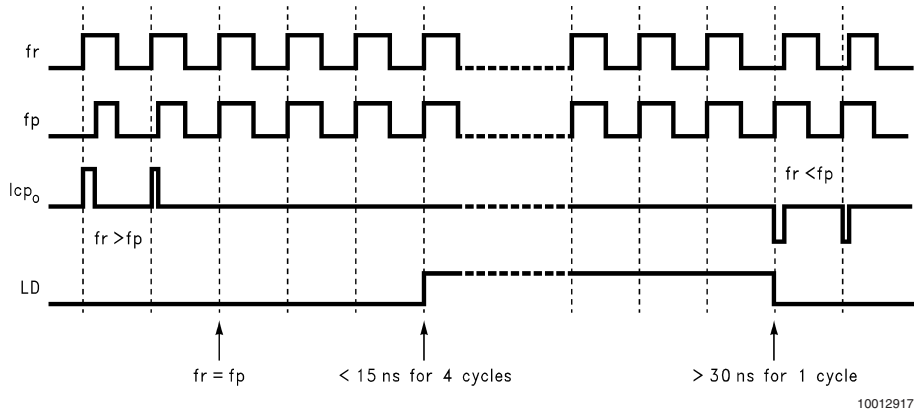 fr
fp
fr <fp
Icp₀
fr >fp
LD
fr = fp
< 15 ns for 4 cycles
> 30 ns for 1 cycle
10012917